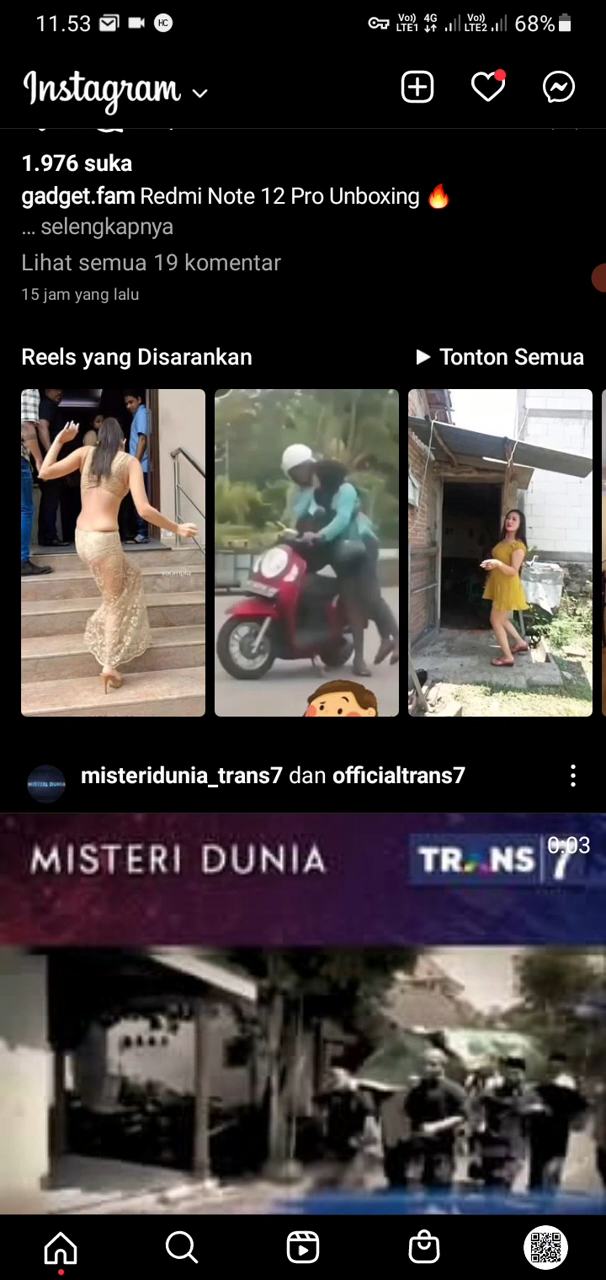 11.53
HC
Vo)) LTE1 4G Vo)) LTE2 68%
Instagram
1.976 suka
gadget.fam Redmi Note 12 Pro Unboxing 🔥
... selengkapnya
Lihat semua 19 komentar
15 jam yang lalu
Reels yang Disarankan
Tonton Semua
misteridunia_trans7 dan officialtrans7
MISTERI DUNIA
TRANS|7
0:03